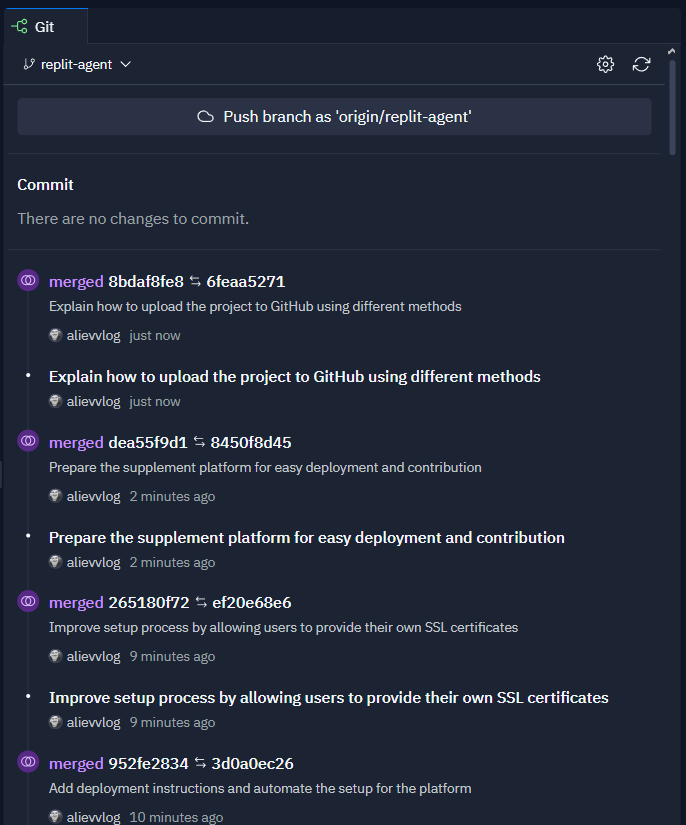 Git
replit-agent
Push branch as 'origin/replit-agent'
Commit
There are no changes to commit.
merged 8bdaf8fe8 ⇆ 6feaa5271
Explain how to upload the project to GitHub using different methods
alievvlog just now
Explain how to upload the project to GitHub using different methods
alievvlog just now
merged dea55f9d1 ⇆ 8450f8d45
Prepare the supplement platform for easy deployment and contribution
alievvlog 2 minutes ago
Prepare the supplement platform for easy deployment and contribution
alievvlog 2 minutes ago
merged 265180f72 ⇆ ef20e68e6
Improve setup process by allowing users to provide their own SSL certificates
alievvlog 9 minutes ago
Improve setup process by allowing users to provide their own SSL certificates
alievvlog 9 minutes ago
merged 952fe2834 ⇆ 3d0a0ec26
Add deployment instructions and automate the setup for the platform
alievvlog 10 minutes ago